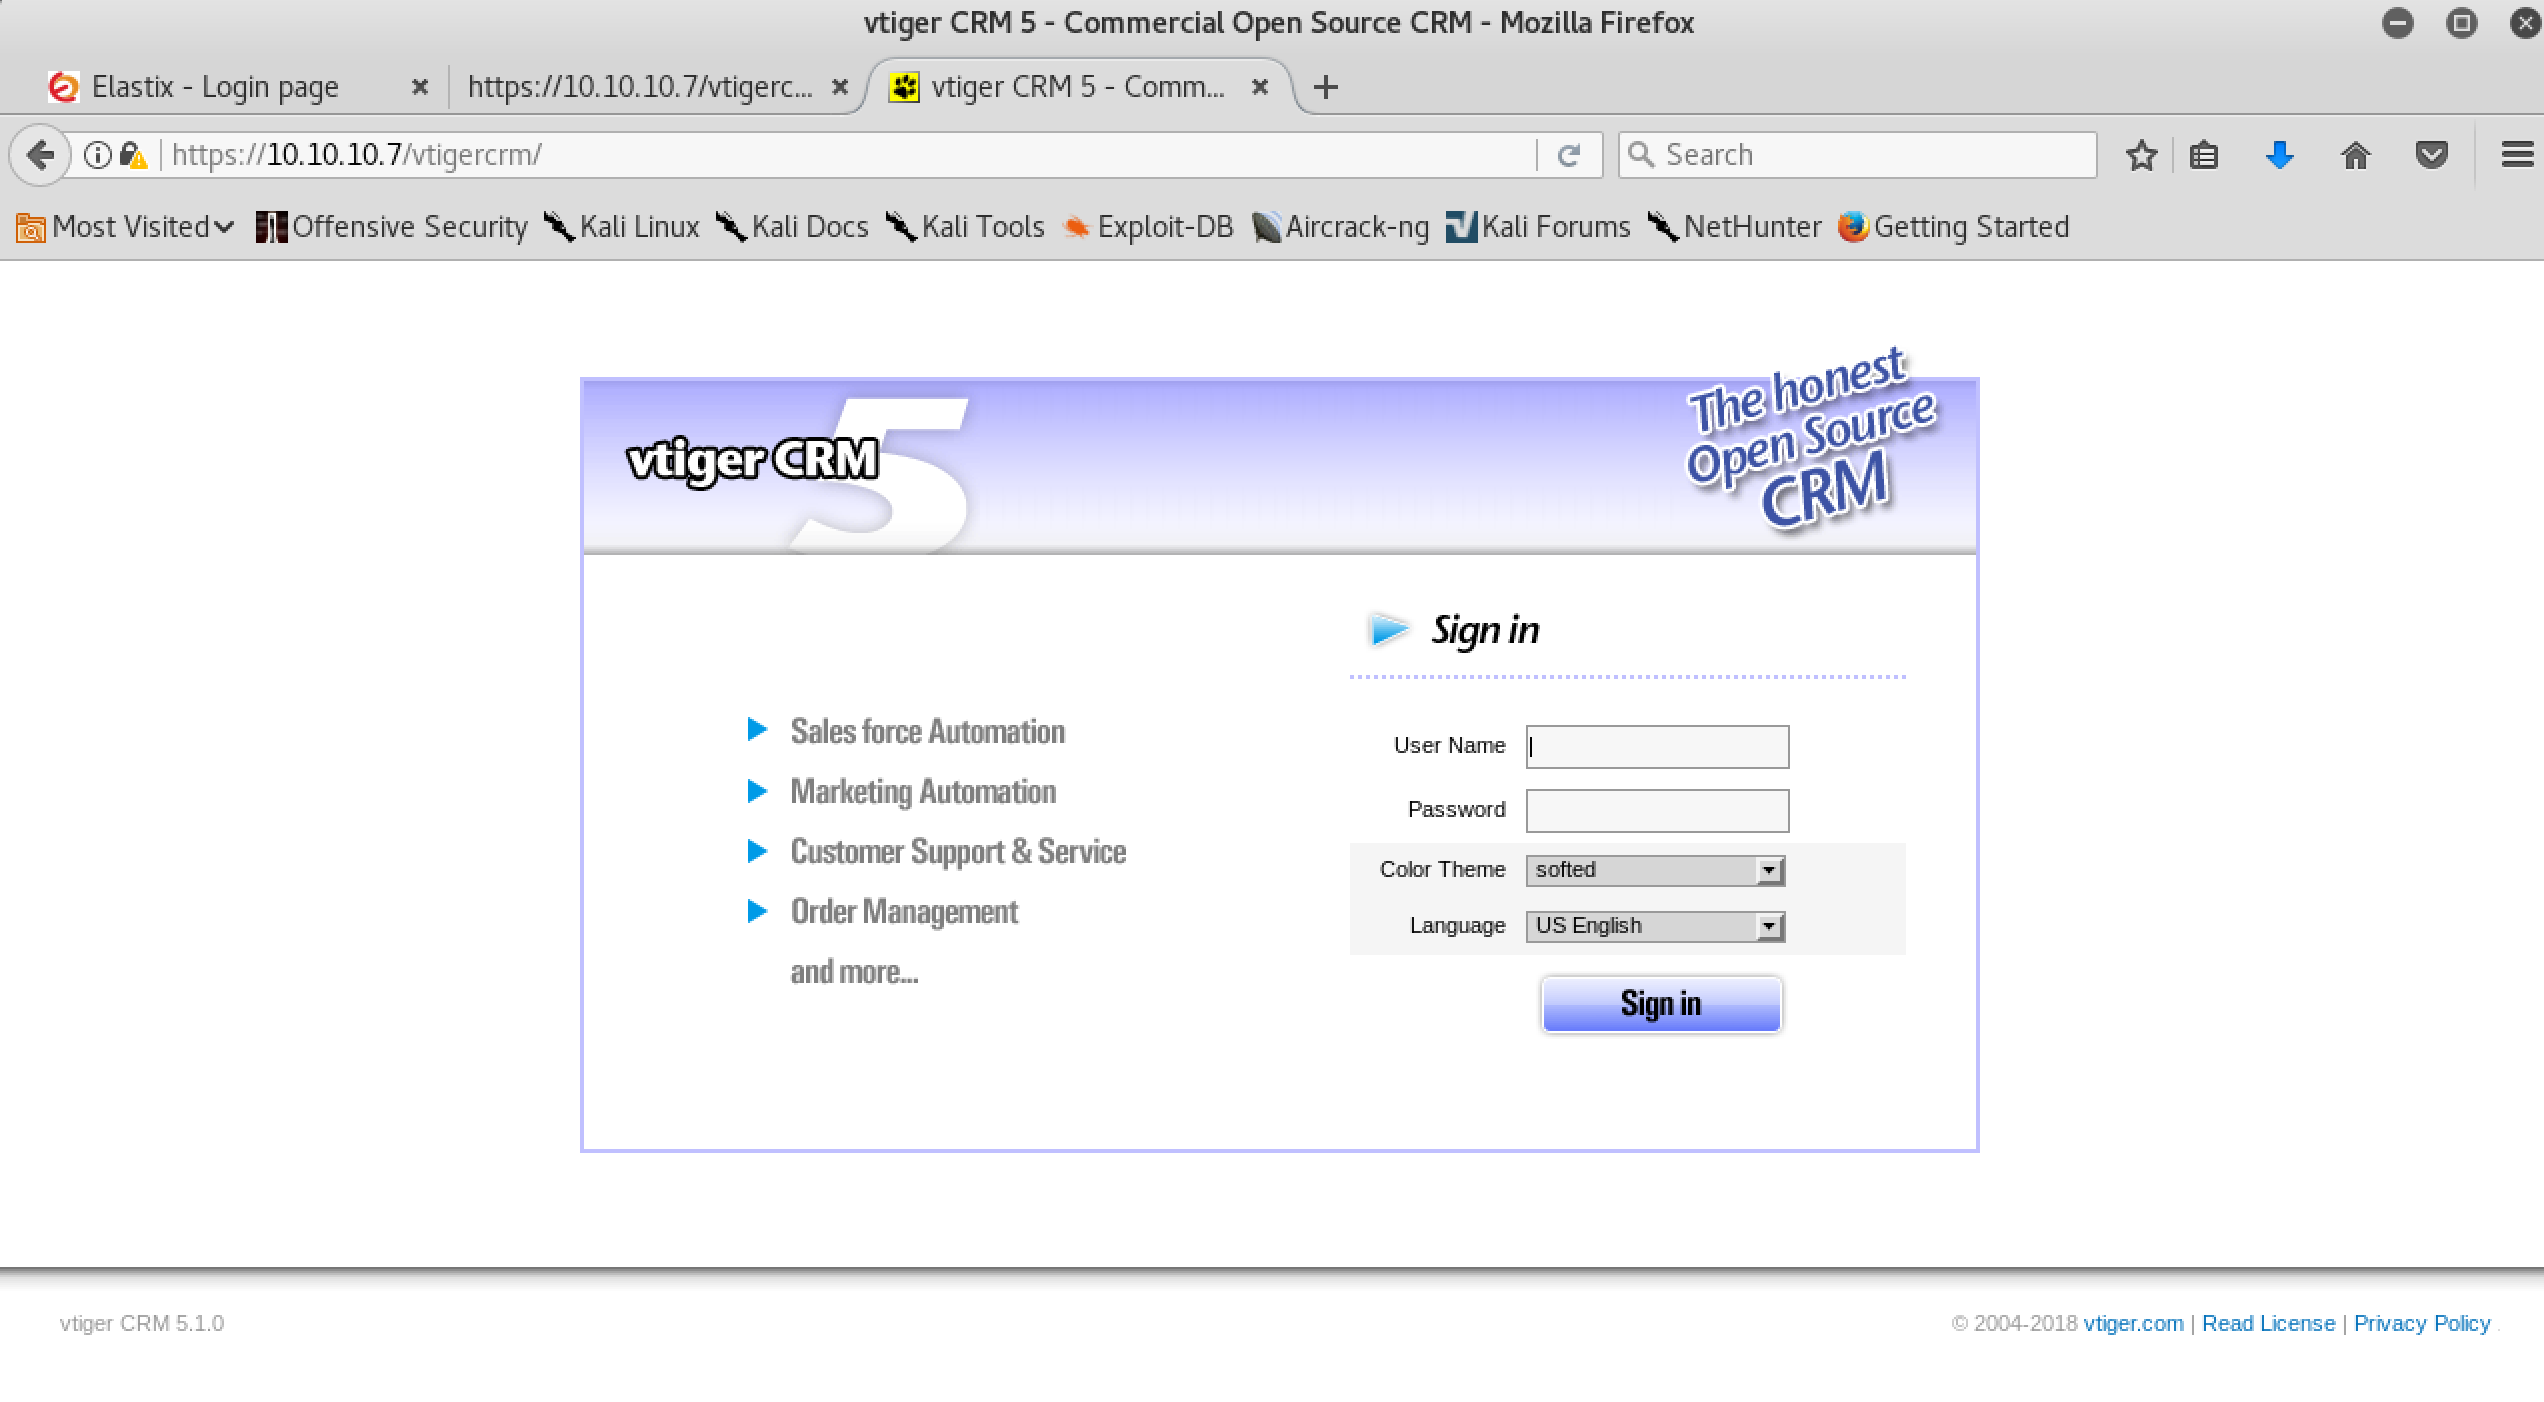 vtiger CRM 5 - Commercial Open Source CRM - Mozilla Firefox
Elastix - Login page
https://10.10.10.7/vtigerc...
vtiger CRM 5 - Comm...
https://10.10.10.7/vtigercrm/
Search
Most Visited
Offensive Security
Kali Linux
Kali Docs
Kali Tools
Exploit-DB
Aircrack-ng
Kali Forums
NetHunter
Getting Started
vtiger CRM 5
The honest
Open Source
CRM
Sign in
Sales force Automation
Marketing Automation
Customer Support & Service
Order Management
and more...
User Name
Password
Color Theme softed
Language US English
Sign in
vtiger CRM 5.1.0
© 2004-2018 vtiger.com | Read License | Privacy Policy